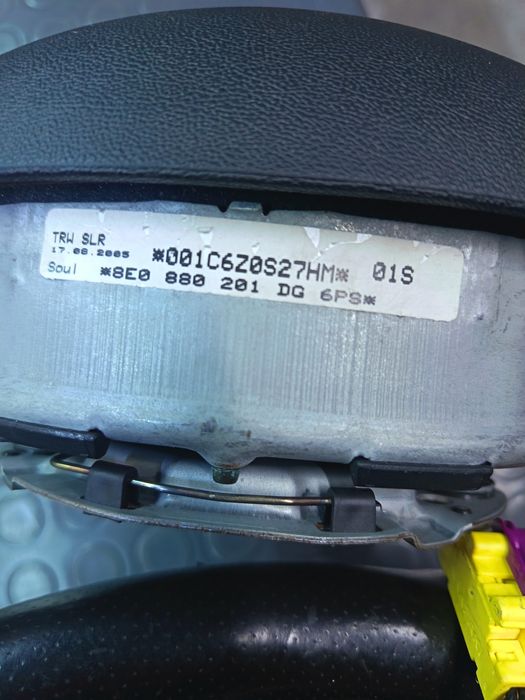 TRW SLR
17.08.2005 *001C6Z0S27HM* 01S
Soul *8E0 880 201 DG 6PS*